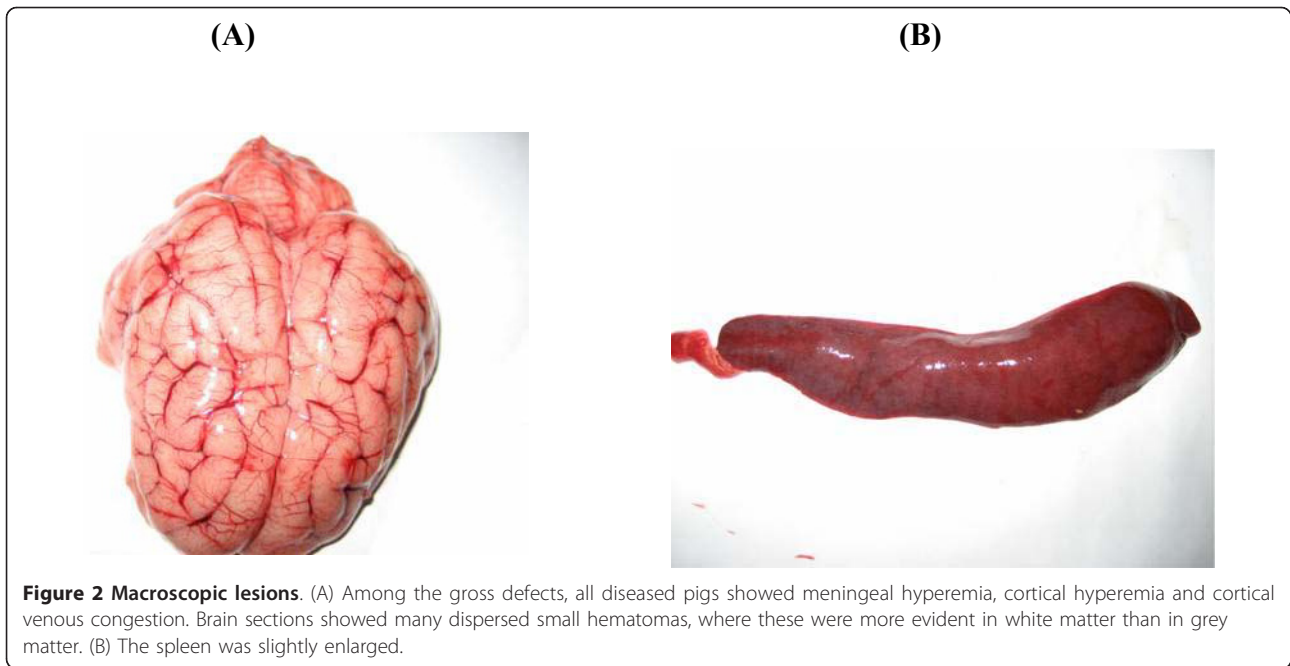 (A) (B)
Figure 2 Macroscopic lesions. (A) Among the gross defects, all diseased pigs showed meningeal hyperemia, cortical hyperemia and cortical
venous congestion. Brain sections showed many dispersed small hematomas, where these were more evident in white matter than in grey
matter. (B) The spleen was slightly enlarged.